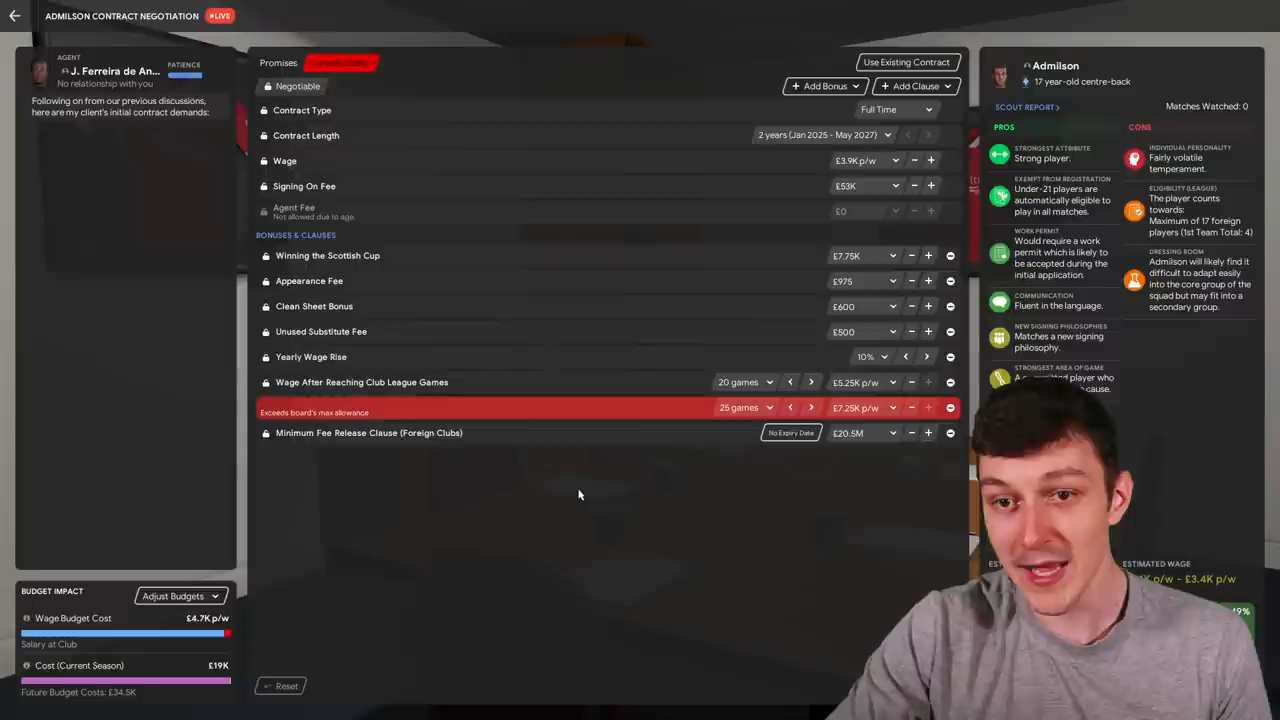 ADMILSON CONTRACT NEGOTIATION
LIVE
AGENT
J. Ferreira de An...
No relationship with you
PATIENCE
Following on from our previous discussions,
here are my client's initial contract demands:
BUDGET IMPACT
Adjust Budgets
Wage Budget Cost
£4.7K p/w
Salary at Club
Cost (Current Season)
£19K
Future Budget Costs: £34.5K
Promises
Use Existing Contract
Negotiable
+ Add Bonus
+ Add Clause
Contract Type
Full Time
Contract Length
2 years (Jan 2025 - May 2027)
Wage
£3.9K p/w
Signing On Fee
£53K
Agent Fee
Not allowed due to age.
£0
BONUSES & CLAUSES
Winning the Scottish Cup
£7.75K
Appearance Fee
£975
Clean Sheet Bonus
£600
Unused Substitute Fee
£500
Yearly Wage Rise
10%
Wage After Reaching Club League Games
20 games
£5.25K p/w
Exceeds board's max allowance
25 games
£7.25K p/w
Minimum Fee Release Clause (Foreign Clubs)
No Expiry Date
£20.5M
Reset
Admilson
17 year-old centre-back
SCOUT REPORT >
Matches Watched: 0
PROS
STRONGEST ATTRIBUTE
Strong player.
EXEMPT FROM REGISTRATION
Under-21 players are
automatically eligible to
play in all matches.
WORK PERMIT
Would require a work
permit which is likely to
be accepted during the
initial application.
COMMUNICATION
Fluent in the language.
NEW SIGNING PHILOSOPHIES
Matches a new signing
philosophy.
STRONGEST AREA OF GAME
player who
cause.
CONS
INDIVIDUAL PERSONALITY
Fairly volatile
temperament.
ELIGIBILITY (LEAGUE)
The player counts
towards:
Maximum of 17 foreign
players (1st Team Total: 4)
DRESSING ROOM
Admilson will likely find it
difficult to adapt easily
into the core group of the
squad but may fit into a
secondary group.
ESTIMATED WAGE
p/w - £3.4K p/w